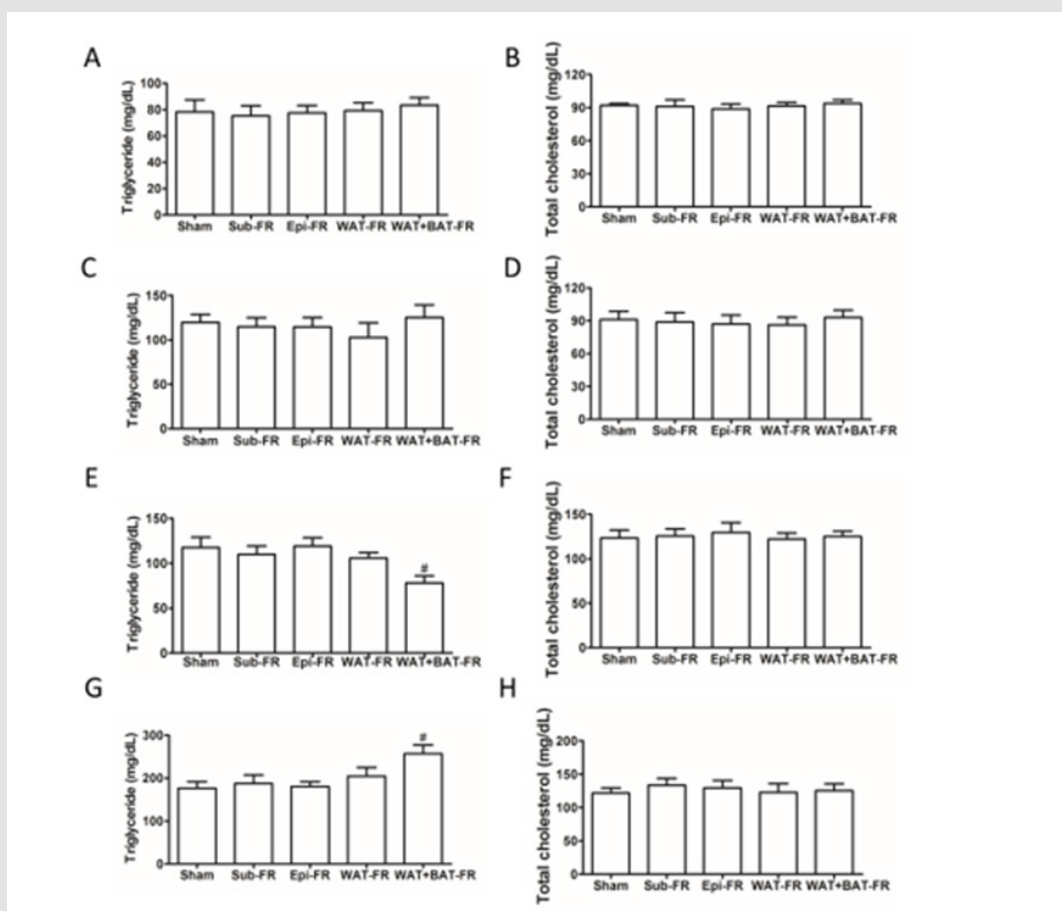 A
Triglyceride (mg/dL)
100
80
60
40
20
0
Sham Sub-FR Epi-FR WAT-FR WAT+BAT-FR
B
Total cholesterol (mg/dL)
120
90
60
30
0
Sham Sub-FR Epi-FR WAT-FR WAT+BAT-FR
C
Triglyceride (mg/dL)
150
100
50
0
Sham Sub-FR Epi-FR WAT-FR WAT+BAT-FR
D
Total cholesterol (mg/dL)
120
90
60
30
0
Sham Sub-FR Epi-FR WAT-FR WAT+BAT-FR
E
Triglyceride (mg/dL)
150
100
50
0
#
Sham Sub-FR Epi-FR WAT-FR WAT+BAT-FR
F
Total cholesterol (mg/dL)
150
100
50
0
Sham Sub-FR Epi-FR WAT-FR WAT+BAT-FR
G
Triglyceride (mg/dL)
300
200
100
0
#
Sham Sub-FR Epi-FR WAT-FR WAT+BAT-FR
H
Total cholesterol (mg/dL)
200
150
100
50
0
Sham Sub-FR Epi-FR WAT-FR WAT+BAT-FR